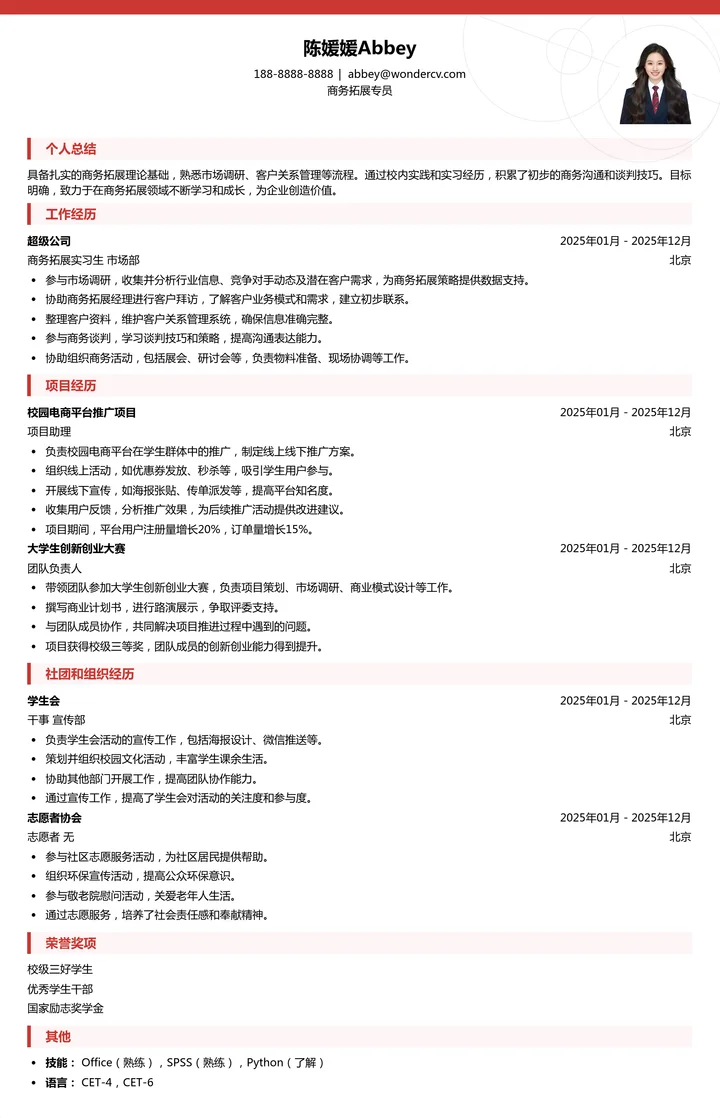 陈媛媛Abbey
188-8888-8888 | abbey@wondercv.com
商务拓展专员
个人总结
具备扎实的商务拓展理论基础，熟悉市场调研、客户关系管理等流程。通过校内实践和实习经历，积累了初步的商务沟通和谈判技巧。目标
明确，致力于在商务拓展领域不断学习和成长，为企业创造价值。
工作经历
超级公司 2025年01月 - 2025年12月
商务拓展实习生 市场部 北京
• 参与市场调研，收集并分析行业信息、竞争对手动态及潜在客户需求，为商务拓展策略提供数据支持。
• 协助商务拓展经理进行客户拜访，了解客户业务模式和需求，建立初步联系。
• 整理客户资料，维护客户关系管理系统，确保信息准确完整。
• 参与商务谈判，学习谈判技巧和策略，提高沟通表达能力。
• 协助组织商务活动，包括展会、研讨会等，负责物料准备、现场协调等工作。
项目经历
校园电商平台推广项目 2025年01月 - 2025年12月
项目助理 北京
• 负责校园电商平台在学生群体中的推广，制定线上线下推广方案。
• 组织线上活动，如优惠券发放、秒杀等，吸引学生用户参与。
• 开展线下宣传，如海报张贴、传单派发等，提高平台知名度。
• 收集用户反馈，分析推广效果，为后续推广活动提供改进建议。
• 项目期间，平台用户注册量增长20%，订单量增长15%。
大学生创新创业大赛 2025年01月 - 2025年12月
团队负责人 北京
• 带领团队参加大学生创新创业大赛，负责项目策划、市场调研、商业模式设计等工作。
• 撰写商业计划书，进行路演展示，争取评委支持。
• 与团队成员协作，共同解决项目推进过程中遇到的问题。
• 项目获得校级三等奖，团队成员的创新创业能力得到提升。
社团和组织经历
学生会 2025年01月 - 2025年12月
干事 宣传部 北京
• 负责学生会活动的宣传工作，包括海报设计、微信推送等。
• 策划并组织校园文化活动，丰富学生课余生活。
• 协助其他部门开展工作，提高团队协作能力。
• 通过宣传工作，提高了学生会对活动的关注度和参与度。
志愿者协会 2025年01月 - 2025年12月
志愿者 无 北京
• 参与社区志愿服务活动，为社区居民提供帮助。
• 组织环保宣传活动，提高公众环保意识。
• 参与敬老院慰问活动，关爱老年人生活。
• 通过志愿服务，培养了社会责任感和奉献精神。
荣誉奖项
校级三好学生
优秀学生干部
国家励志奖学金
其他
• 技能： Office（熟练），SPSS（熟练），Python（了解）
• 语言： CET-4，CET-6